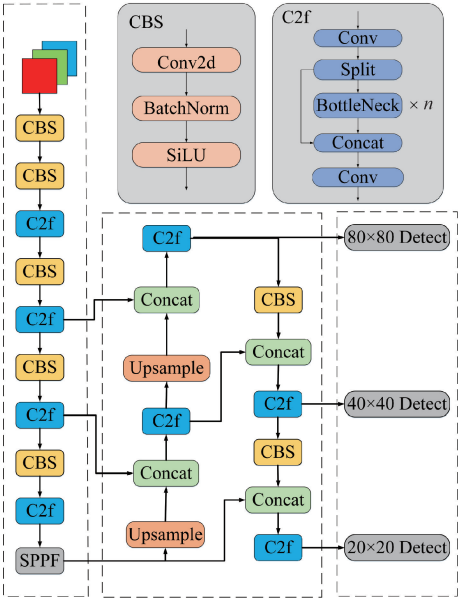 CBS
Conv2d
BatchNorm
SiLU
C2f
Conv
Split
BottleNeck × n
Concat
Conv
CBS
CBS
C2f
CBS
C2f
CBS
C2f
CBS
C2f
SPPF
C2f
Concat
Upsample
C2f
Concat
Upsample
CBS
Concat
C2f
CBS
Concat
C2f
80×80 Detect
40×40 Detect
20×20 Detect